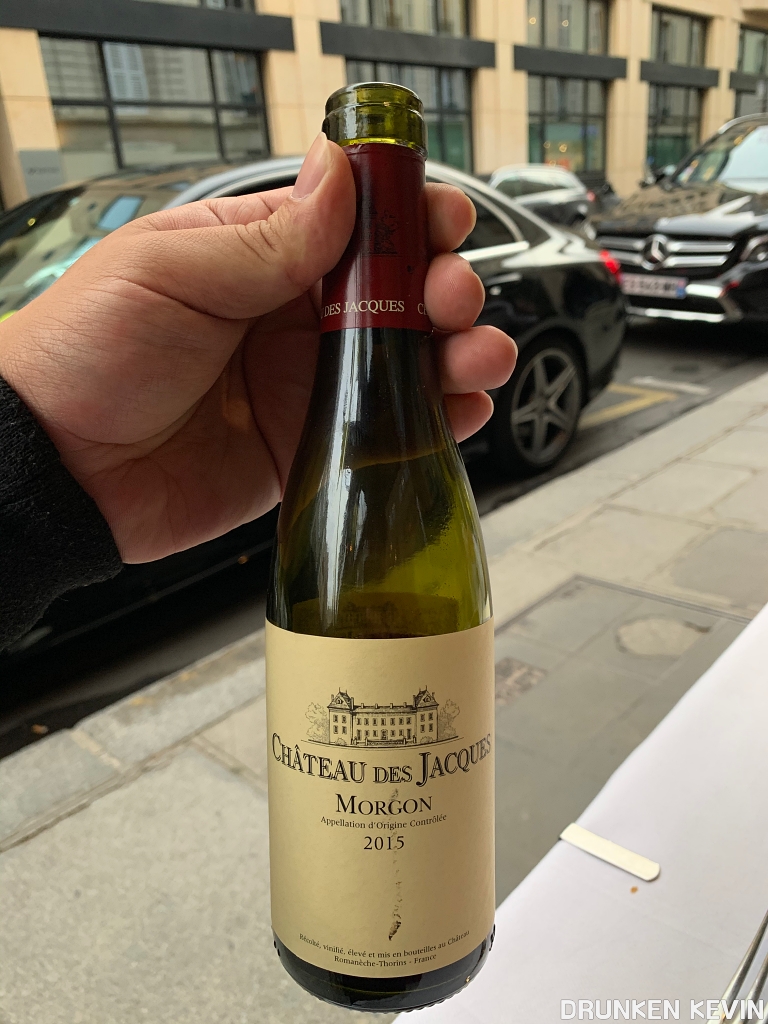 DES JACQUES
CHÂTEAU DES JACQUES
MORGON
Appellation d'Origine Contrôlée
2015
Récolté, vinifié, élevé et mis en bouteilles au Château
Romanèche-Thorins - France
DRUNKEN KEVIN